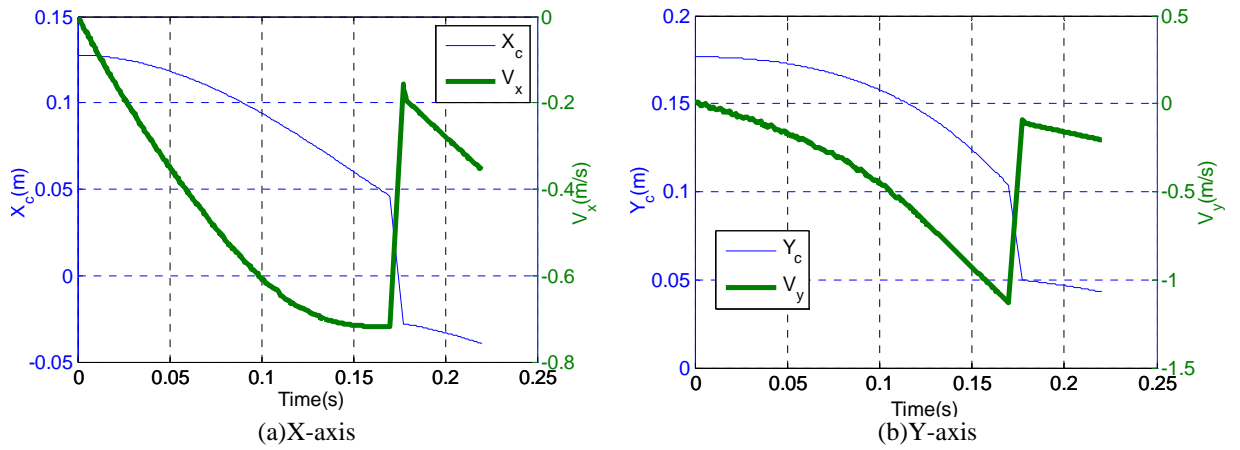 0.15
0.1
0.05
0
-0.05
X_c(m)
0
-0.2
-0.4
-0.6
-0.8
V_x(m/s)
X_c
V_x
0 0.05 0.1 0.15 0.2 0.25
Time(s)
(a)X-axis
0.2
0.15
0.1
0.05
0
Y_c(m)
0.5
0
-0.5
-1
-1.5
V_y(m/s)
Y_c
V_y
0 0.05 0.1 0.15 0.2 0.25
Time(s)
(b)Y-axis